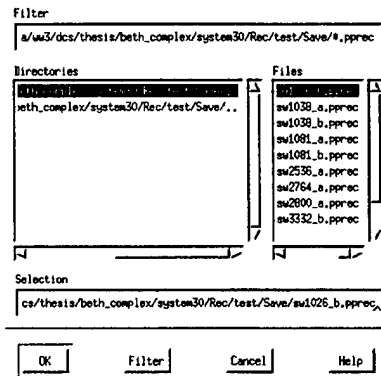 Filter
a/ww3/dcs/thesis/beth_complex/system30/Rec/test/Save/*.pprec
Directories
Files
eth_complex/system30/Rec/test/Save/..
sw1038_a.pprec
sw1038_b.pprec
sw1081_a.pprec
sw1081_b.pprec
sw2536_a.pprec
sw2764_a.pprec
sw2800_a.pprec
sw3332_b.pprec
Selection
cs/thesis/beth_complex/system30/Rec/test/Save/sw1026_b.pprec
OK
Filter
Cancel
Help